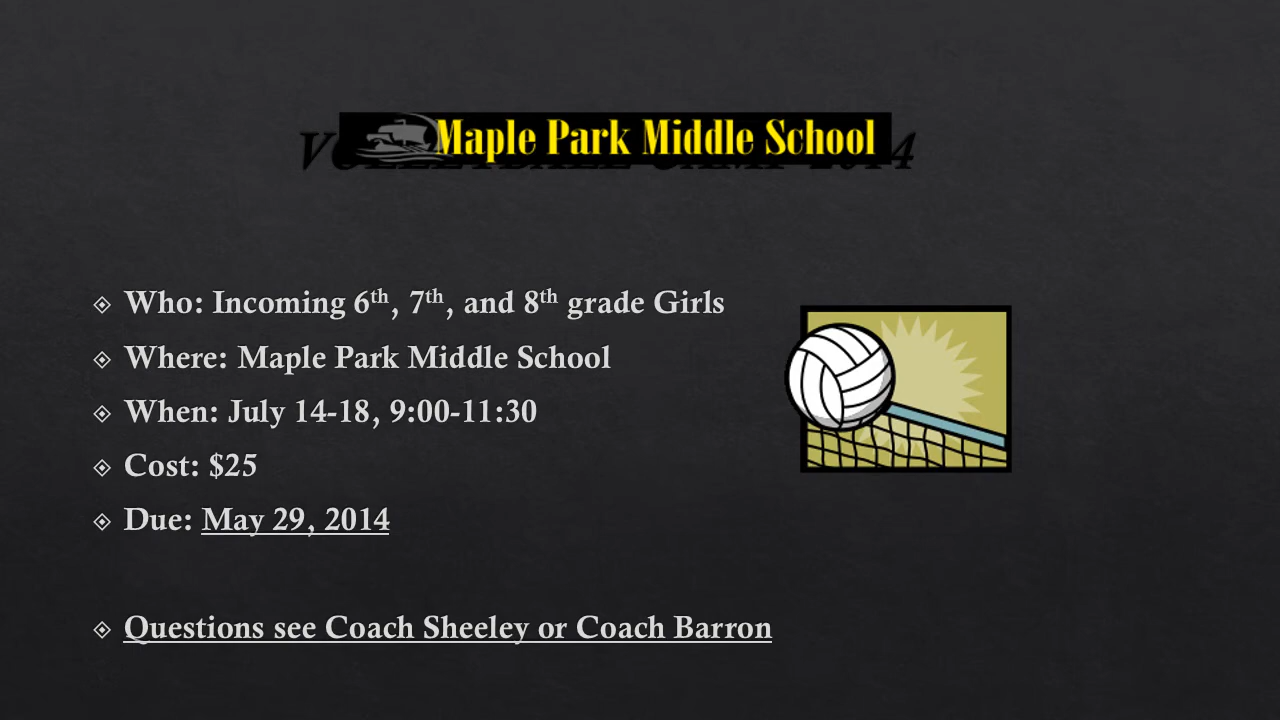 Maple Park Middle School
Who: Incoming 6th, 7th, and 8th grade Girls
Where: Maple Park Middle School
When: July 14-18, 9:00-11:30
Cost: $25
Due: May 29, 2014
Questions see Coach Sheeley or Coach Barron